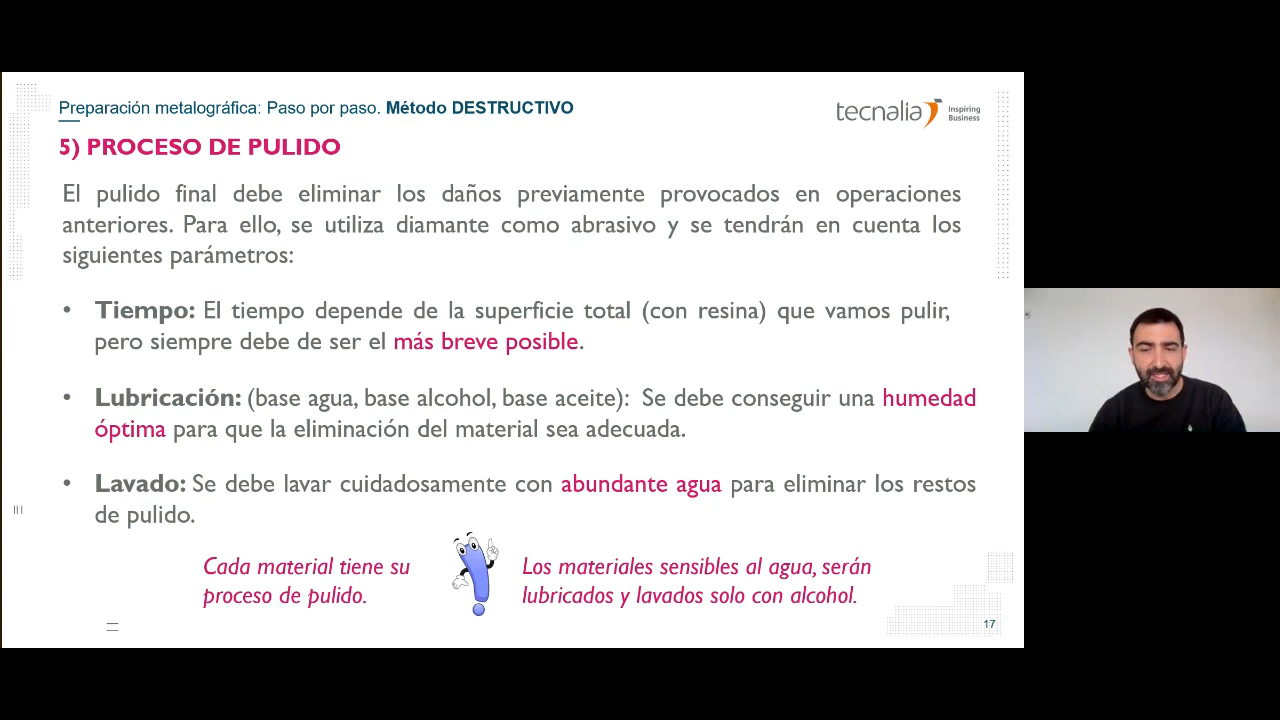 Preparación metalográfica: Paso por paso. Método DESTRUCTIVO
tecnalia Inspiring
Business
5) PROCESO DE PULIDO
El pulido final debe eliminar los daños previamente provocados en operaciones
anteriores. Para ello, se utiliza diamante como abrasivo y se tendrán en cuenta los
siguientes parámetros:
• Tiempo: El tiempo depende de la superficie total (con resina) que vamos pulir,
pero siempre debe de ser el más breve posible.
• Lubricación: (base agua, base alcohol, base aceite): Se debe conseguir una humedad
óptima para que la eliminación del material sea adecuada.
• Lavado: Se debe lavar cuidadosamente con abundante agua para eliminar los restos
de pulido.
Cada material tiene su
proceso de pulido.
Los materiales sensibles al agua, serán
lubricados y lavados solo con alcohol.
17